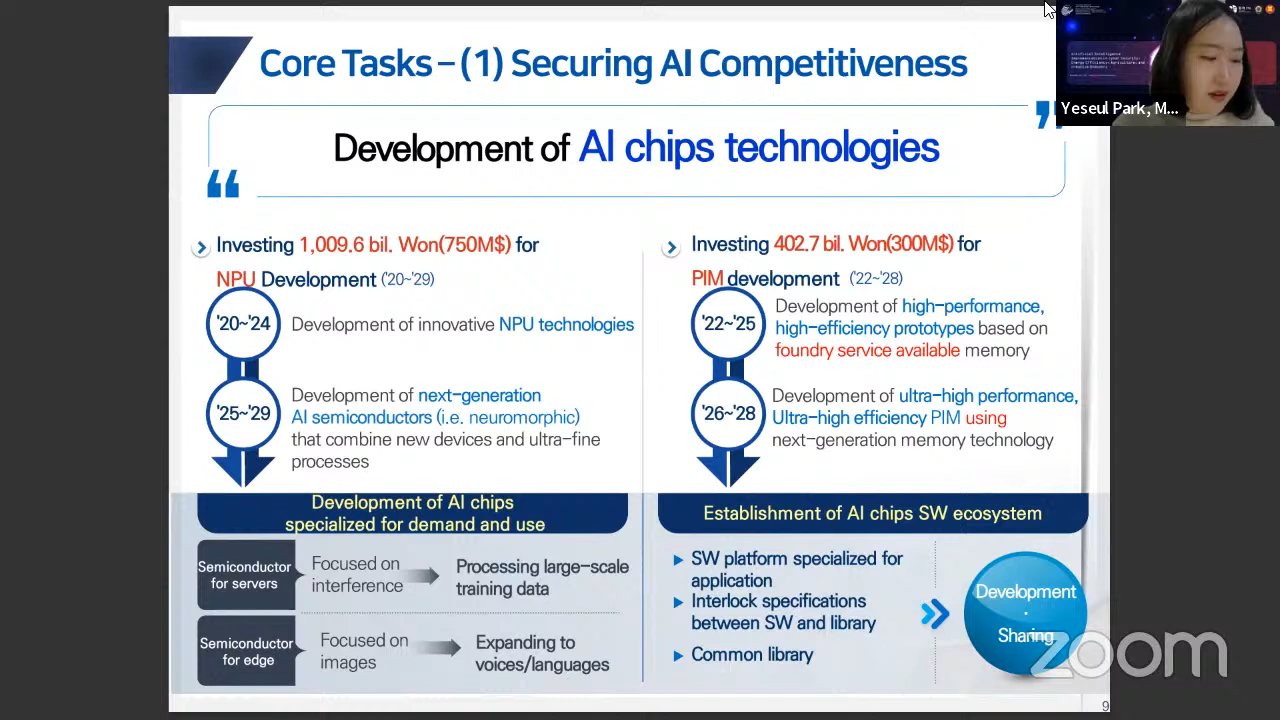 Core Tasks – (1) Securing AI Competitiveness
Yeseul Park, M...
Development of AI chips technologies
Investing 1,009.6 bil. Won(750M$) for
NPU Development ('20~'29)
'20~'24
Development of innovative NPU technologies
'25~'29
Development of next-generation
AI semiconductors (i.e. neuromorphic)
that combine new devices and ultra-fine
processes
Investing 402.7 bil. Won(300M$) for
PIM development ('22~'28)
'22~'25
Development of high-performance,
high-efficiency prototypes based on
foundry service available memory
'26~'28
Development of ultra-high performance,
Ultra-high efficiency PIM using
next-generation memory technology
Development of AI chips
specialized for demand and use
Semiconductor
for servers
Focused on
interference
Processing large-scale
training data
Semiconductor
for edge
Focused on
images
Expanding to
voices/languages
Establishment of AI chips SW ecosystem
SW platform specialized for
application
Interlock specifications
between SW and library
Common library
Development
·
Sharing
zoom
9